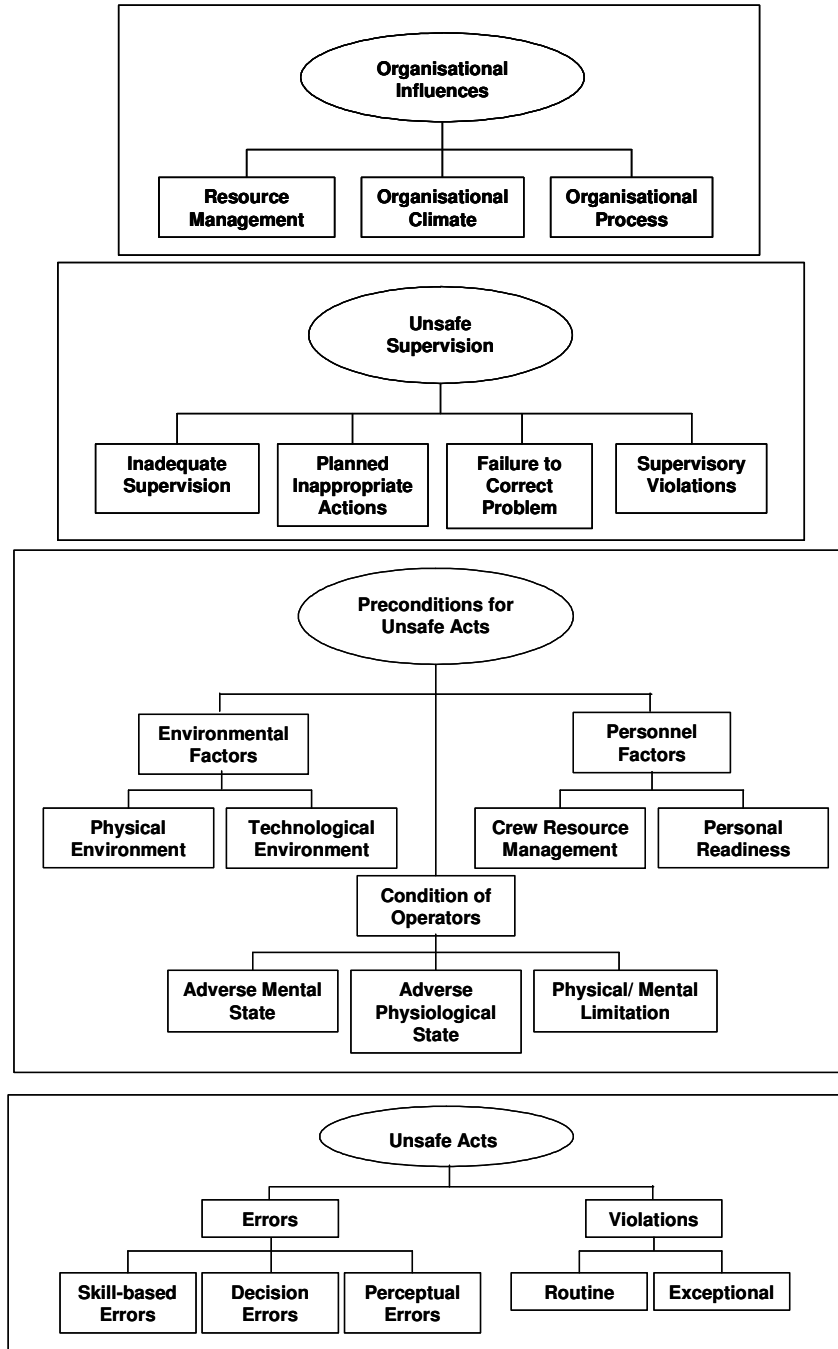 Organisational
Influences
Resource
Management
Organisational
Climate
Organisational
Process
Unsafe
Supervision
Inadequate
Supervision
Planned
Inappropriate
Actions
Failure to
Correct
Problem
Supervisory
Violations
Preconditions for
Unsafe Acts
Environmental
Factors
Personnel
Factors
Physical
Environment
Technological
Environment
Crew Resource
Management
Personal
Readiness
Condition of
Operators
Adverse Mental
State
Adverse
Physiological
State
Physical/ Mental
Limitation
Unsafe Acts
Errors
Violations
Skill-based
Errors
Decision
Errors
Perceptual
Errors
Routine
Exceptional